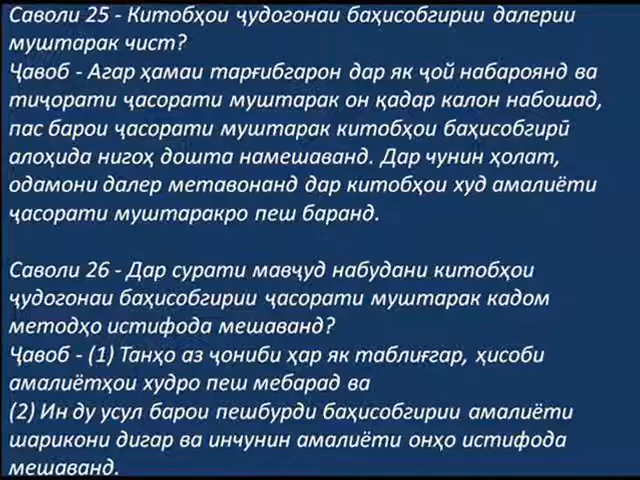 Саволи 25 - Китобҳои ҷудогонаи баҳисобгирии далерии
муштарак чист?
Ҷавоб - Агар ҳамаи тарғибгарон дар як ҷой набароянд ва
тиҷорати ҷасорати муштарак он қадар калон набошад,
пас барои ҷасорати муштарак китобҳои баҳисобгирӣ
алоҳида нигоҳ дошта намешаванд. Дар чунин ҳолат,
одамони далер метавонанд дар китобҳои худ амалиёти
ҷасорати муштаракро пеш баранд.
Саволи 26 - Дар сурати мавҷуд набудани китобҳои
ҷудогонаи баҳисобгирии ҷасорати муштарак кадом
методҳо истифода мешаванд?
Ҷавоб - (1) Танҳо аз ҷониби ҳар як таблиғгар, ҳисоби
амалиётҳои худро пеш мебарад ва
(2) Ин ду усул барои пешбурди баҳисобгирии амалиёти
шарикони дигар ва инчунин амалиёти онҳо истифода
мешаванд.